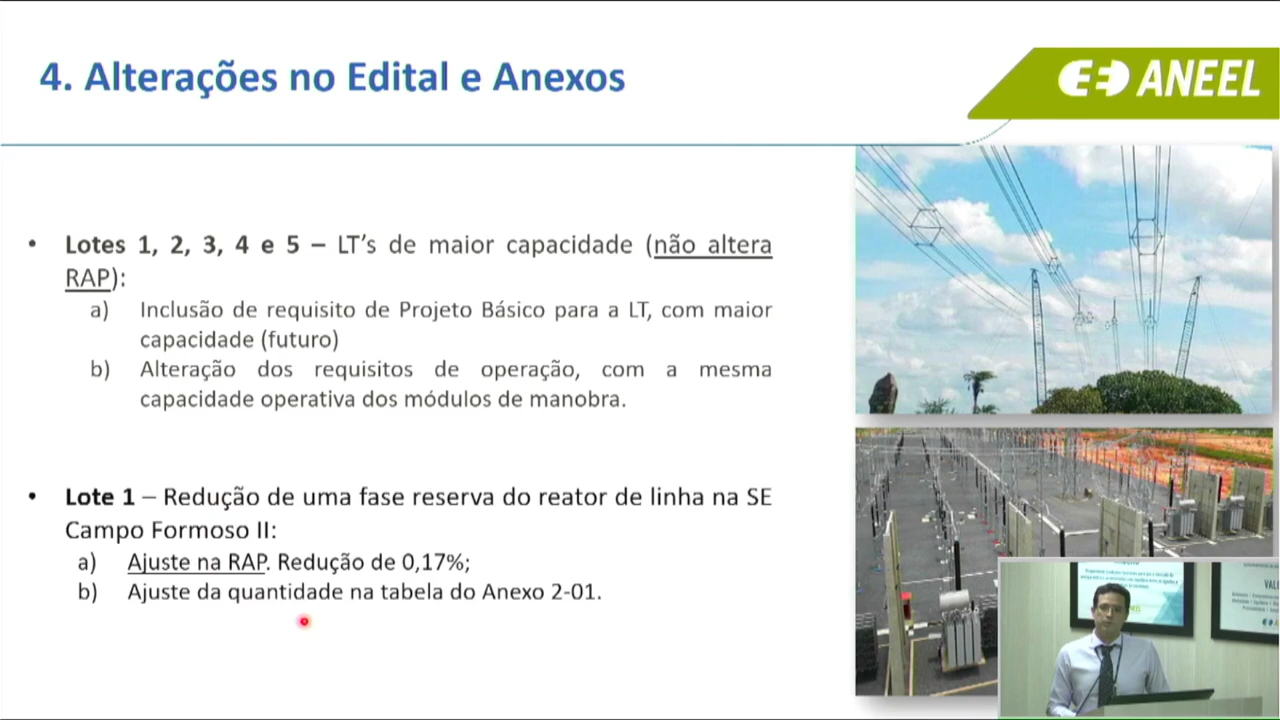 4. Alterações no Edital e Anexos
ANEEL
• Lotes 1, 2, 3, 4 e 5 – LT’s de maior capacidade (não altera
RAP):
a) Inclusão de requisito de Projeto Básico para a LT, com maior
capacidade (futuro)
b) Alteração dos requisitos de operação, com a mesma
capacidade operativa dos módulos de manobra.
• Lote 1 – Redução de uma fase reserva do reator de linha na SE
Campo Formoso II:
a) Ajuste na RAP. Redução de 0,17%;
b) Ajuste da quantidade na tabela do Anexo 2-01.